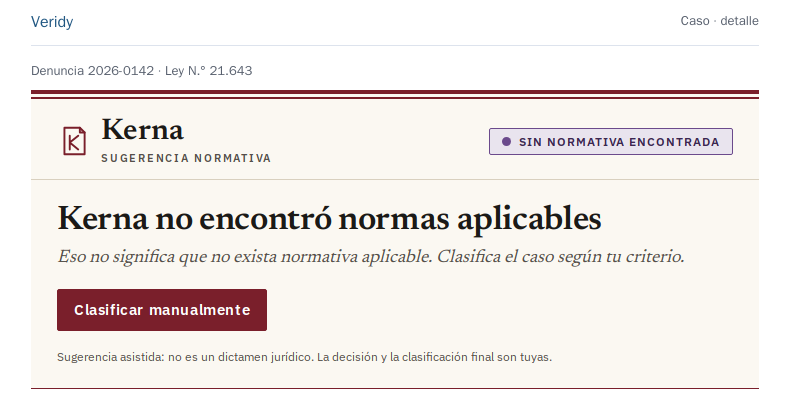 Veridy
Caso · detalle
Denuncia 2026-0142 · Ley N.° 21.643
Kerna
SUGERENCIA NORMATIVA
SIN NORMATIVA ENCONTRADA
Kerna no encontró normas aplicables
Eso no significa que no exista normativa aplicable. Clasifica el caso según tu criterio.
Clasificar manualmente
Sugerencia asistida: no es un dictamen jurídico. La decisión y la clasificación final son tuyas.